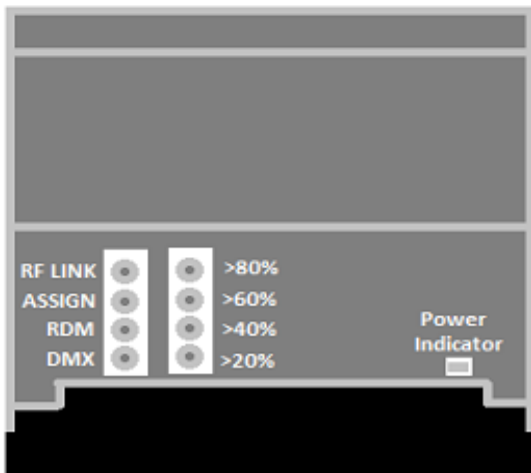 RF LINK >80%
ASSIGN >60%
RDM >40%
DMX >20%
Power
Indicator